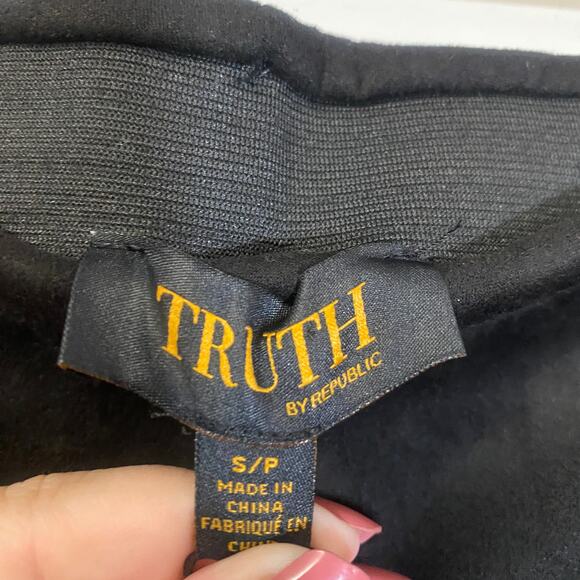 TRUTH
BY REPUBLIC
S/P
MADE IN
CHINA
FABRIQUÉ EN